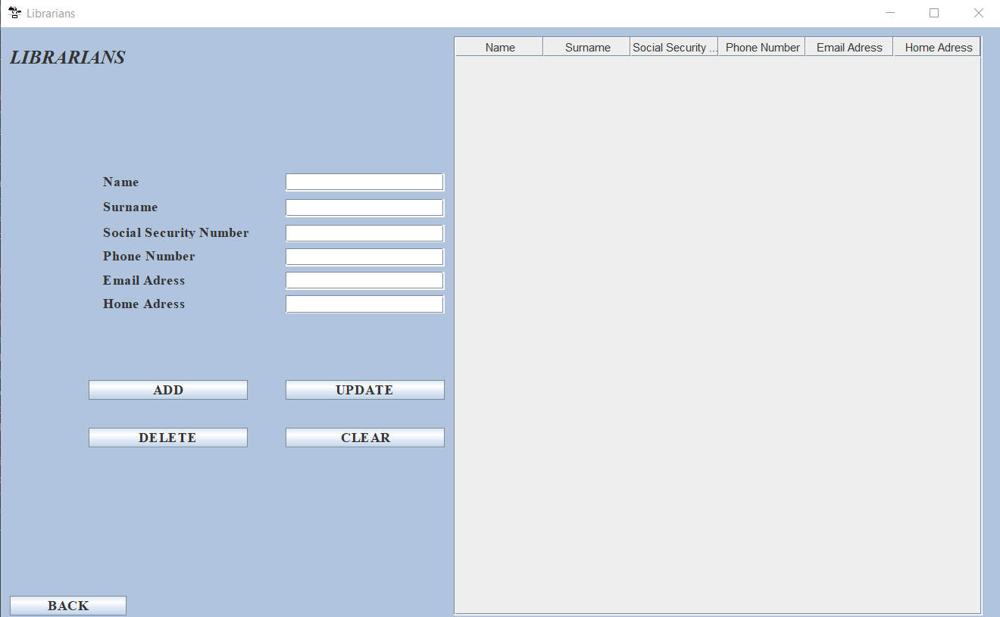 Librarians
LIBRARIANS
Name
Surname
Social Security Number
Phone Number
Email Adress
Home Adress
ADD
UPDATE
DELETE
CLEAR
BACK
Name Surname Social Security ... Phone Number Email Adress Home Adress